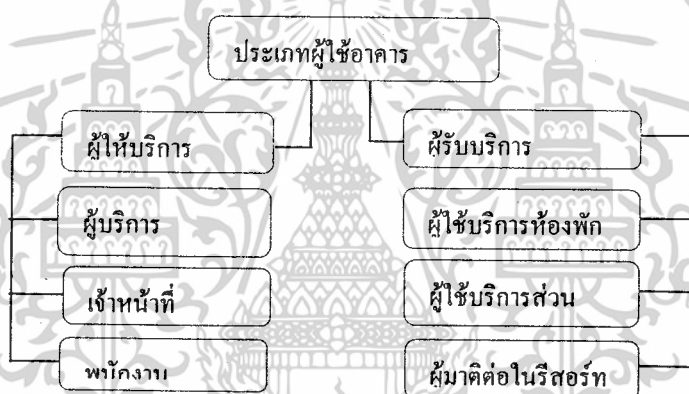 ประเภทผู้ใช้อาคาร
ผู้ให้บริการ
ผู้รับบริการ
ผู้บริการ
ผู้ใช้บริการห้องพัก
เจ้าหน้าที่
ผู้ใช้บริการส่วน
พนักงาน
ผู้มาติต่อในรีสอร์ท